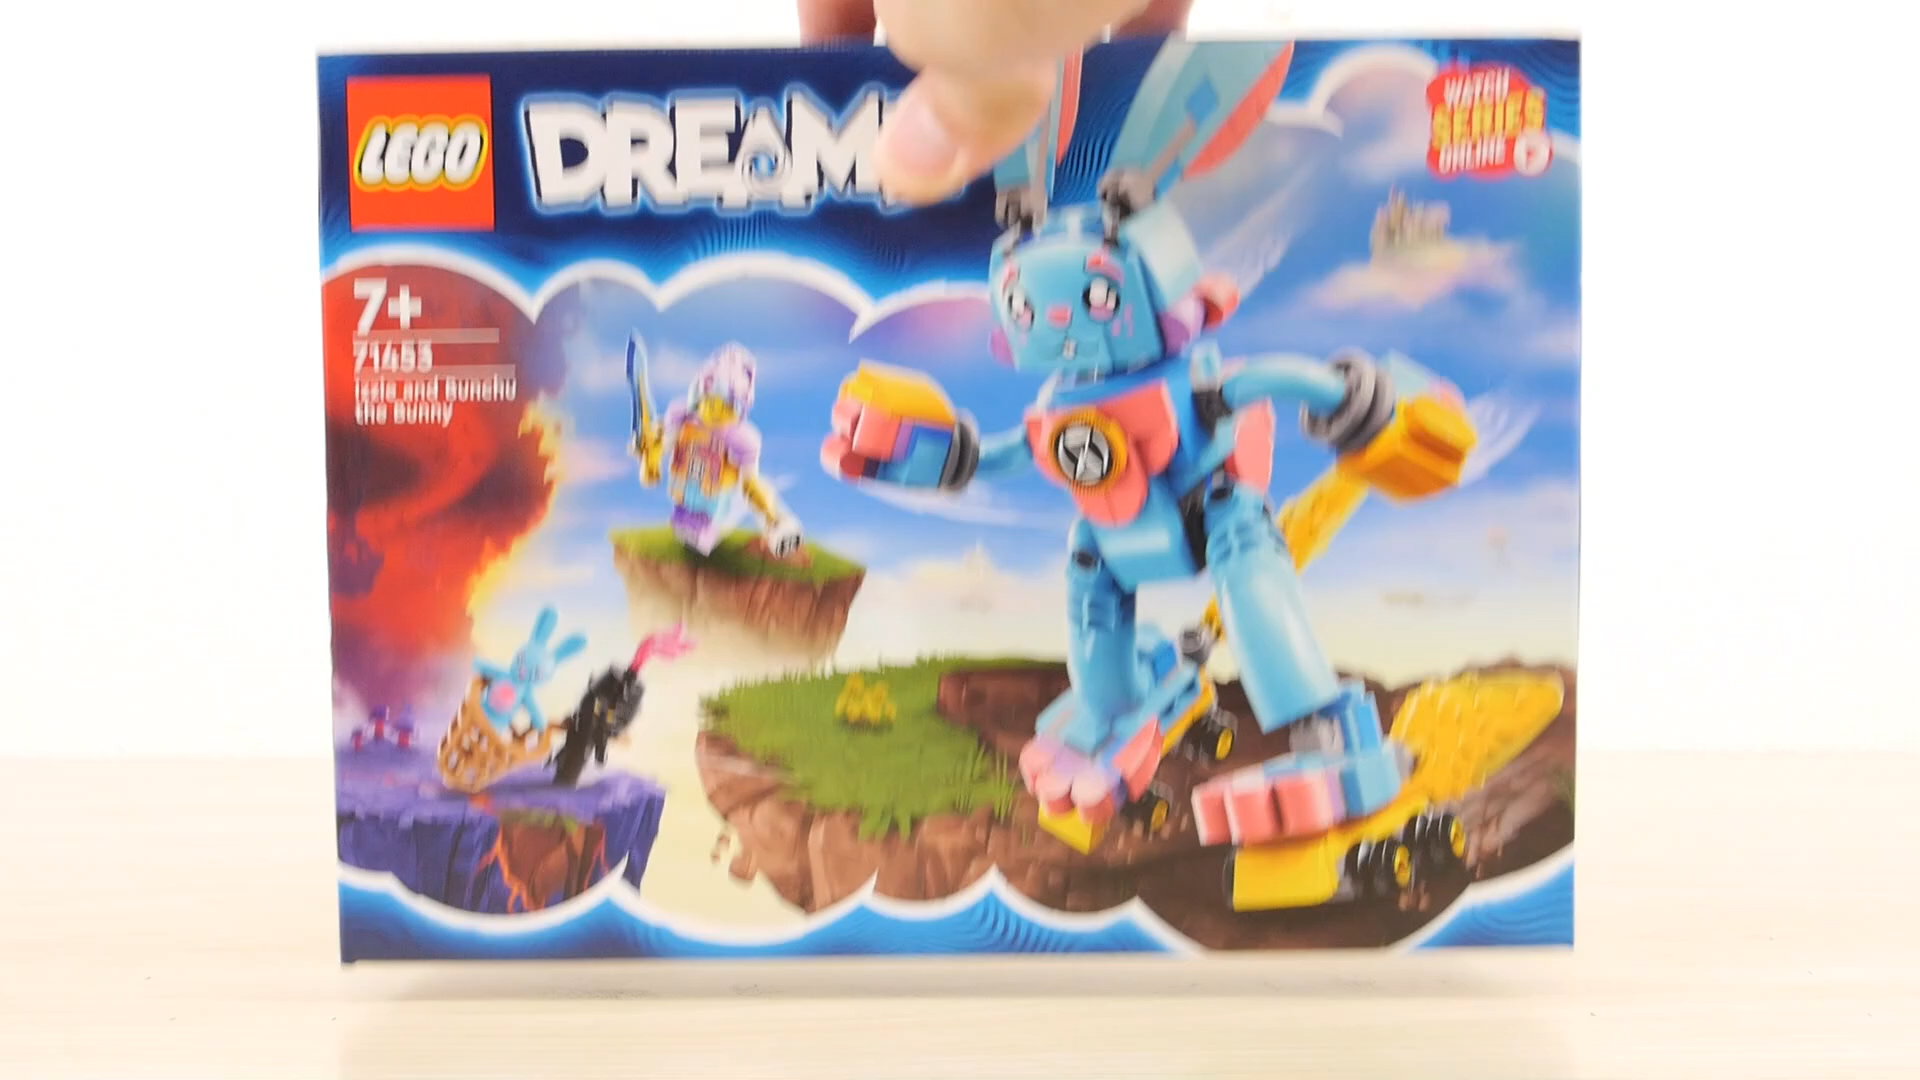 LEGO
DREAM
WATCH
SERIES
ONLINE
7+
71453
Izzie and Bunchu
the Bunny